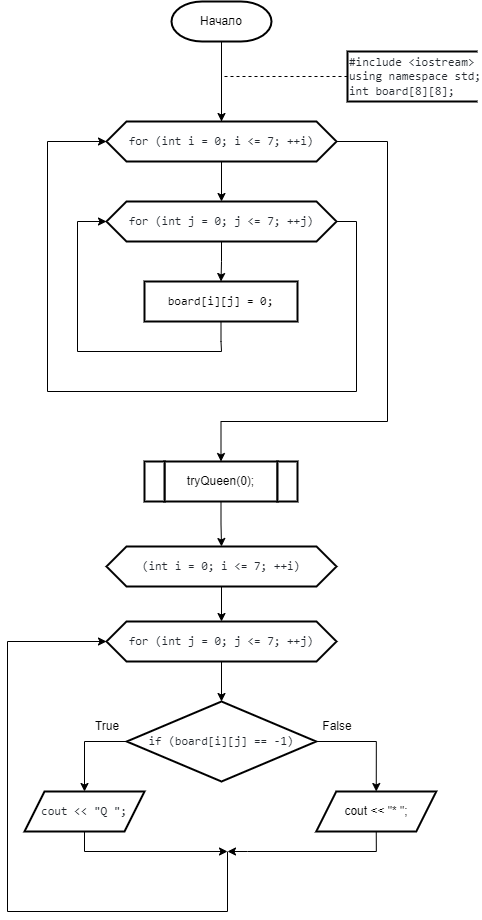 Начало
#include <iostream>
using namespace std;
int board[8][8];
for (int i = 0; i <= 7; ++i)
for (int j = 0; j <= 7; ++j)
board[i][j] = 0;
tryQueen(0);
(int i = 0; i <= 7; ++i)
for (int j = 0; j <= 7; ++j)
if (board[i][j] == -1)
True
False
cout << "Q ";
cout << "* ";